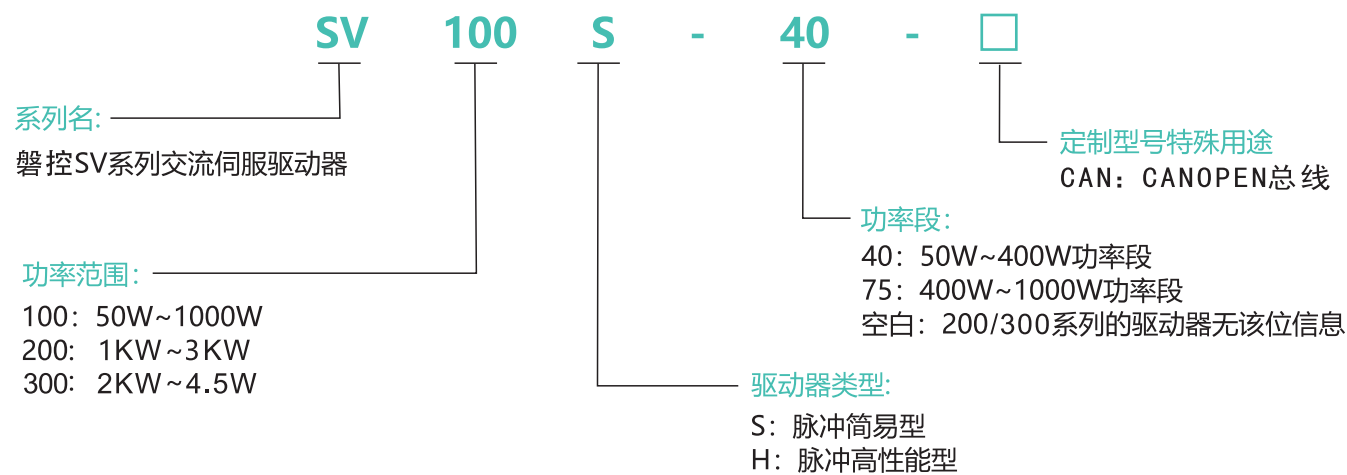 SV 100 S - 40 - □
系列名:
磐控SV系列交流伺服驱动器
定制型号特殊用途
CAN：CANOPEN总线
功率段：
40：50W~400W功率段
75：400W~1000W功率段
空白：200/300系列的驱动器无该位信息
功率范围：
100：50W~1000W
200：1KW~3KW
300：2KW~4.5W
驱动器类型:
S：脉冲简易型
H：脉冲高性能型